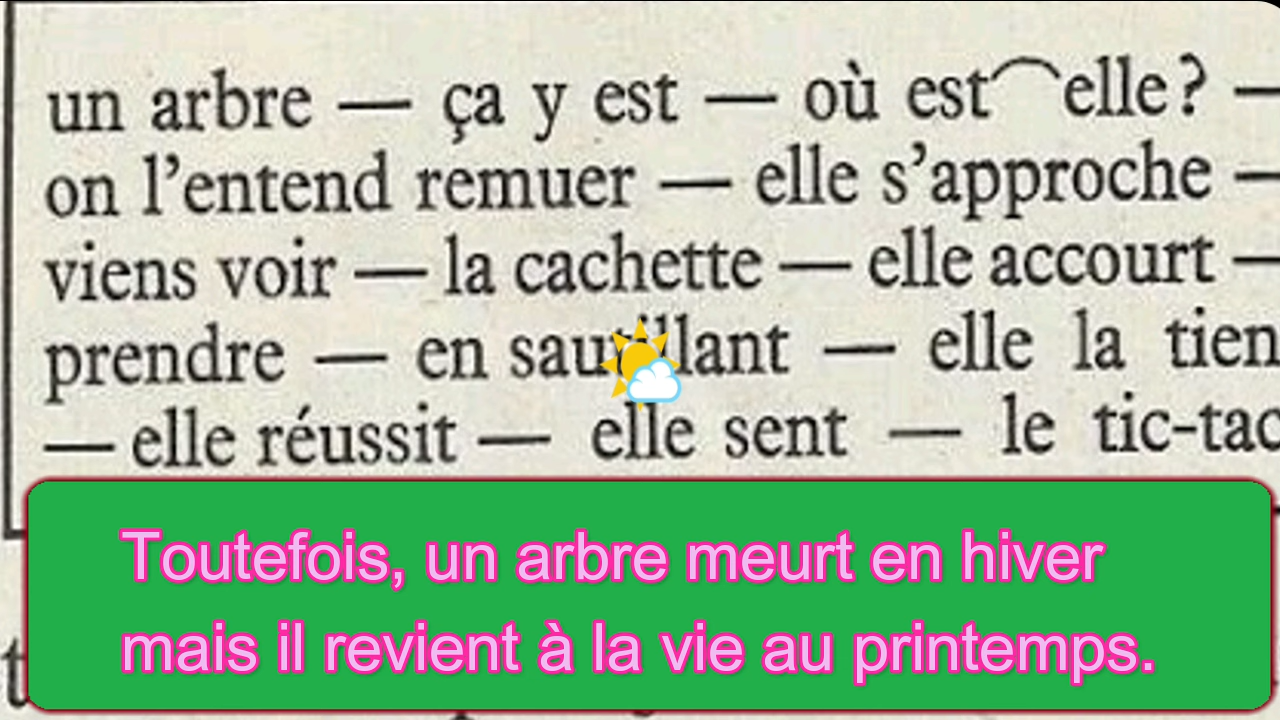 un arbre — ça y est — où est elle ? —
on l'entend remuer — elle s'approche —
viens voir — la cachette — elle accourt —
prendre — en sautillant — elle la tien
— elle réussit — elle sent — le tic-tac
Toutefois, un arbre meurt en hiver
mais il revient à la vie au printemps.